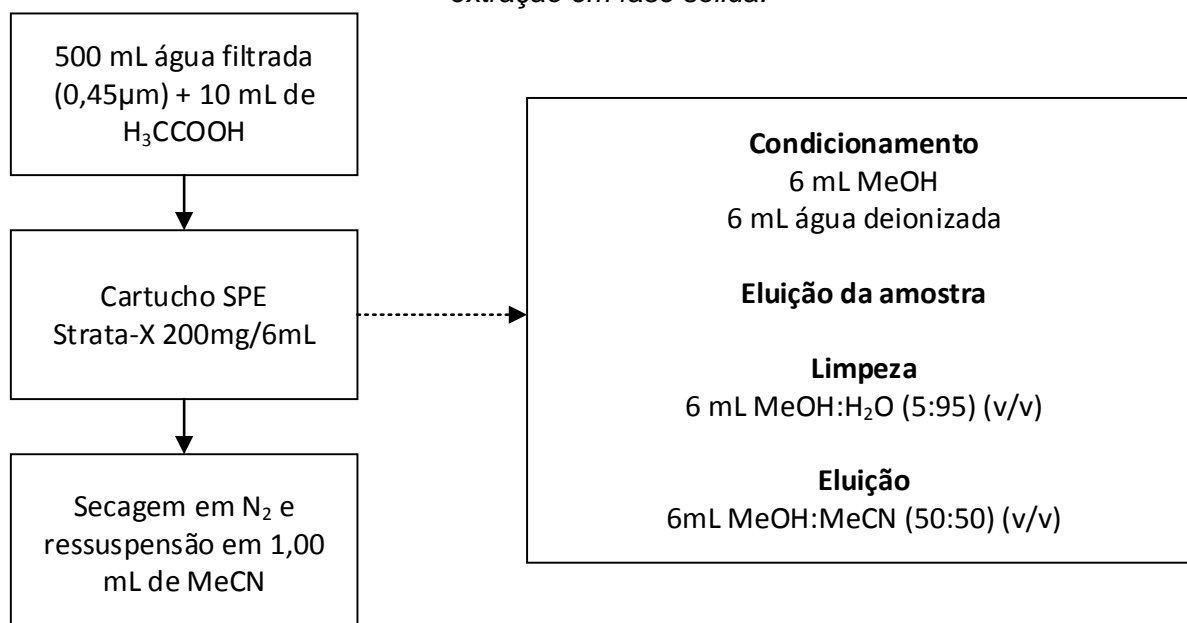 extração em fase sólida.
500 mL água filtrada
(0,45µm) + 10 mL de
H₃CCOOH
Cartucho SPE
Strata-X 200mg/6mL
Secagem em N₂ e
ressuspensão em 1,00
mL de MeCN
Condicionamento
6 mL MeOH
6 mL água deionizada
Eluição da amostra
Limpeza
6 mL MeOH:H₂O (5:95) (v/v)
Eluição
6mL MeOH:MeCN (50:50) (v/v)